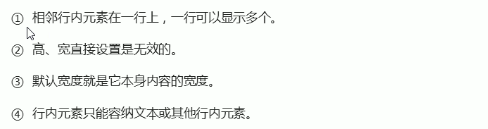 ① 相邻行内元素在一行上，一行可以显示多个。
② 高、宽直接设置是无效的。
③ 默认宽度就是它本身内容的宽度。
④ 行内元素只能容纳文本或其他行内元素。